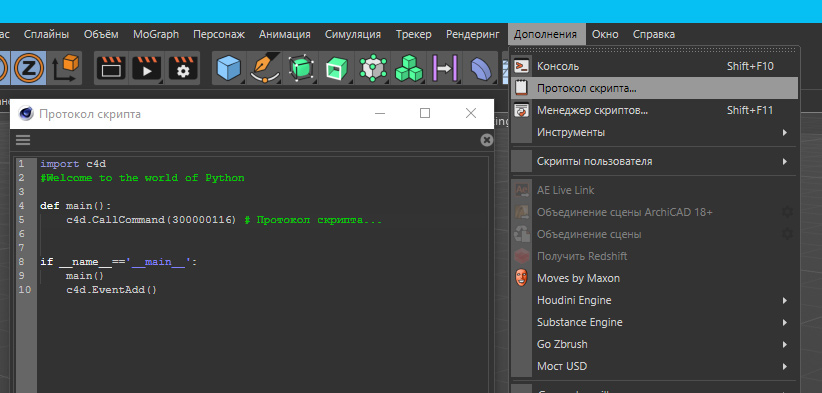 Сплайны Объём MoGraph Персонаж Анимация Симуляция Трекер Рендеринг Дополнения Окно Справка
Консоль Shift+F10
Протокол скрипта...
Менеджер скриптов... Shift+F11
Инструменты
Скрипты пользователя
AE Live Link
Объединение сцены ArchiCAD 18+
Объединение сцены
Получить Redshift
Moves by Maxon
Houdini Engine
Substance Engine
Go Zbrush
Мост USD
Протокол скрипта
1 import c4d
2 #Welcome to the world of Python
3
4 def main():
5 c4d.CallCommand(300000116) # Протокол скрипта...
6
7
8 if __name__=='__main__':
9 main()
10 c4d.EventAdd()